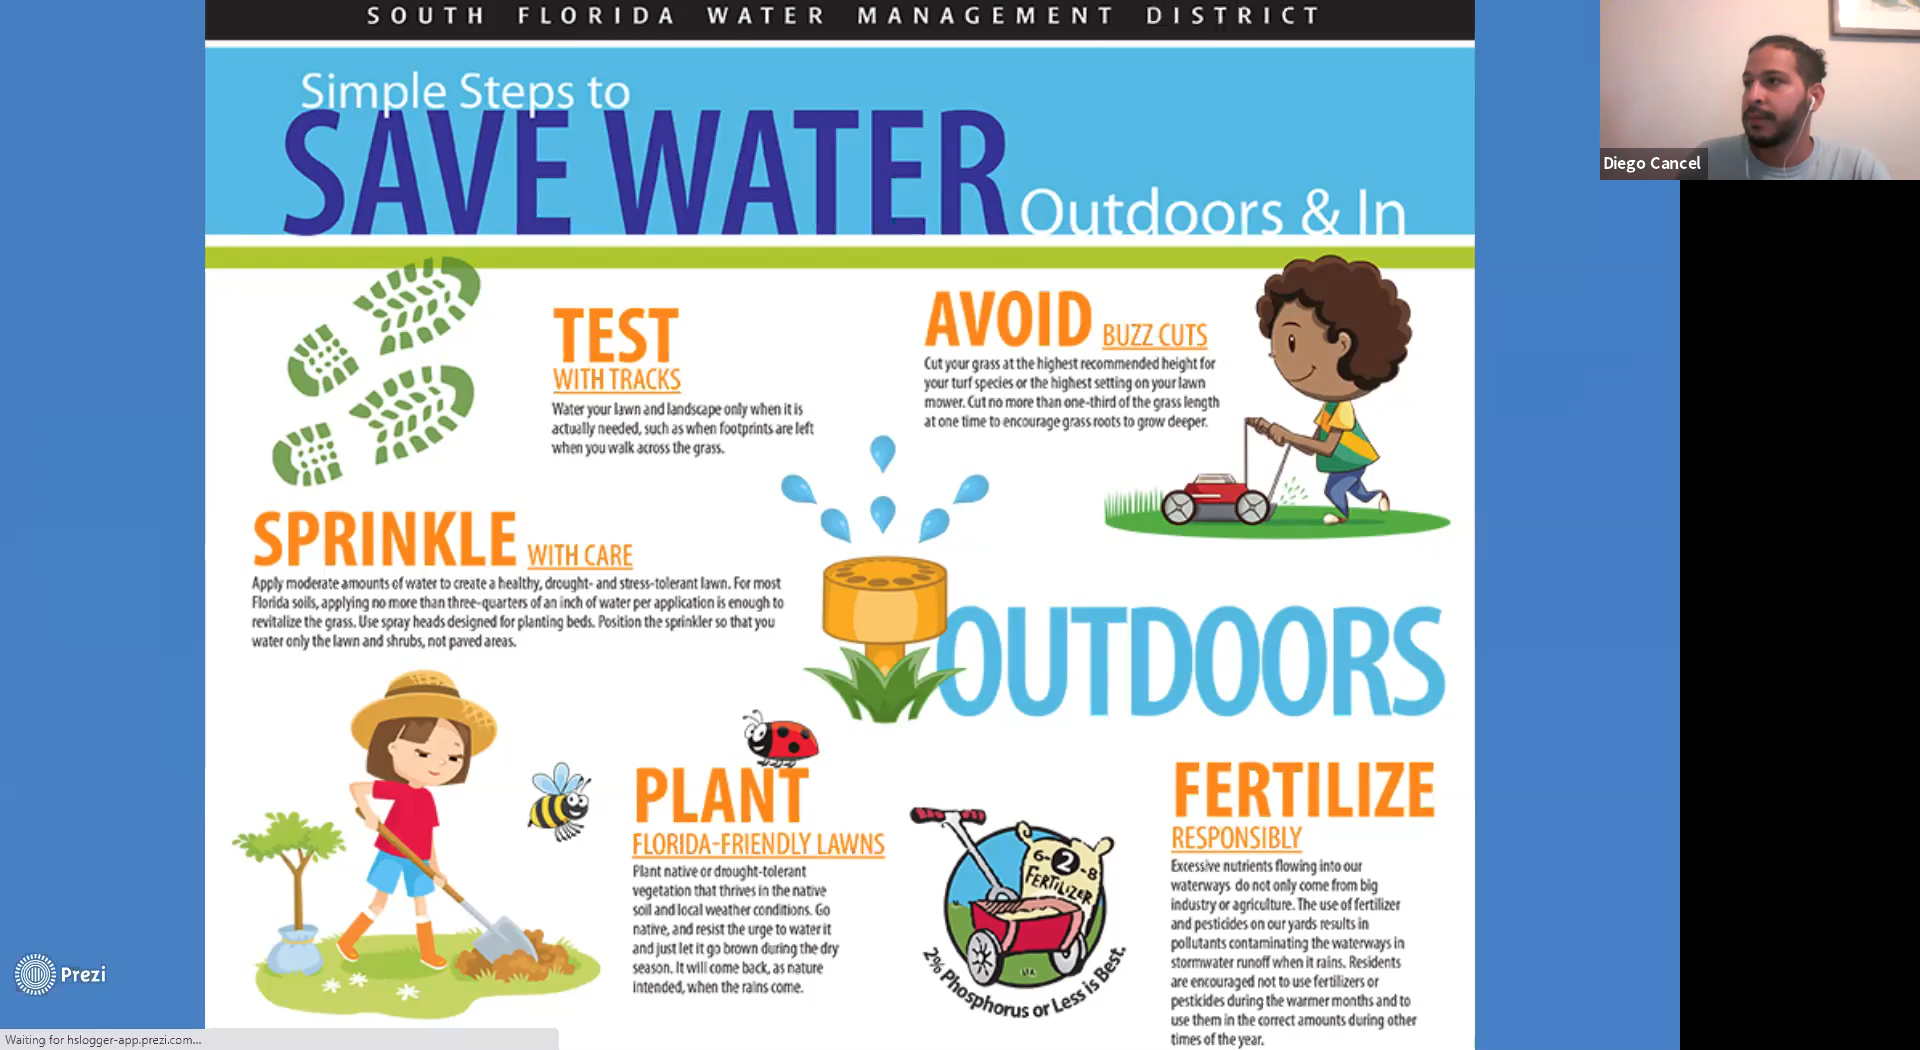 SOUTH FLORIDA WATER MANAGEMENT DISTRICT
Simple Steps to
SAVE WATER Outdoors & In
Diego Cancel
TEST
WITH TRACKS
Water your lawn and landscape only when it is
actually needed, such as when footprints are left
when you walk across the grass.
AVOID BUZZ CUTS
Cut your grass at the highest recommended height for
your turf species or the highest setting on your lawn
mower. Cut no more than one-third of the grass length
at one time to encourage grass roots to grow deeper.
SPRINKLE WITH CARE
Apply moderate amounts of water to create a healthy, drought- and stress-tolerant lawn. For most
Florida soils, applying no more than three-quarters of an inch of water per application is enough to
revitalize the grass. Use spray heads designed for planting beds. Position the sprinkler so that you
water only the lawn and shrubs, not paved areas.
OUTDOORS
PLANT
FLORIDA-FRIENDLY LAWNS
Plant native or drought-tolerant
vegetation that thrives in the native
soil and local weather conditions. Go
native, and resist the urge to water it
and just let it go brown during the dry
season. It will come back, as nature
intended, when the rains come.
6-2-8
FERTILIZER
2% Phosphorus or Less is Best.
FERTILIZE
RESPONSIBLY
Excessive nutrients flowing into our
waterways do not only come from big
industry or agriculture. The use of fertilizer
and pesticides on our yards results in
pollutants contaminating the waterways in
stormwater runoff when it rains. Residents
are encouraged not to use fertilizers or
pesticides during the warmer months and to
use them in the correct amounts during other
times of the year.
Prezi
Waiting for hslogger-app.prezi.com...